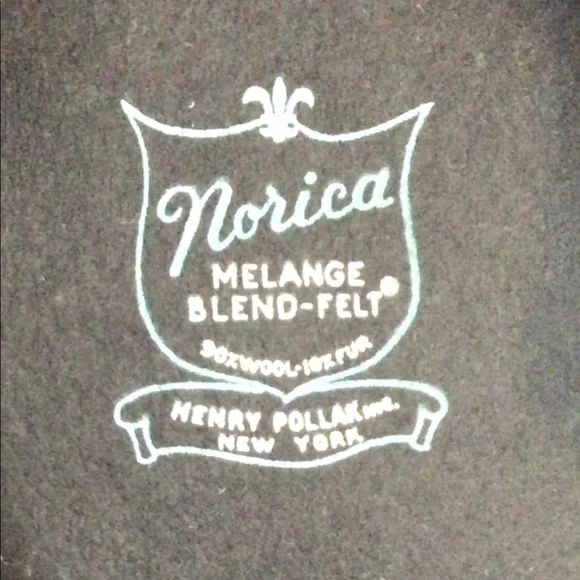 Norica
MELANGE
BLEND-FELT®
90%WOOL-10%FUR
HENRY POLLAK INC.
NEW YORK